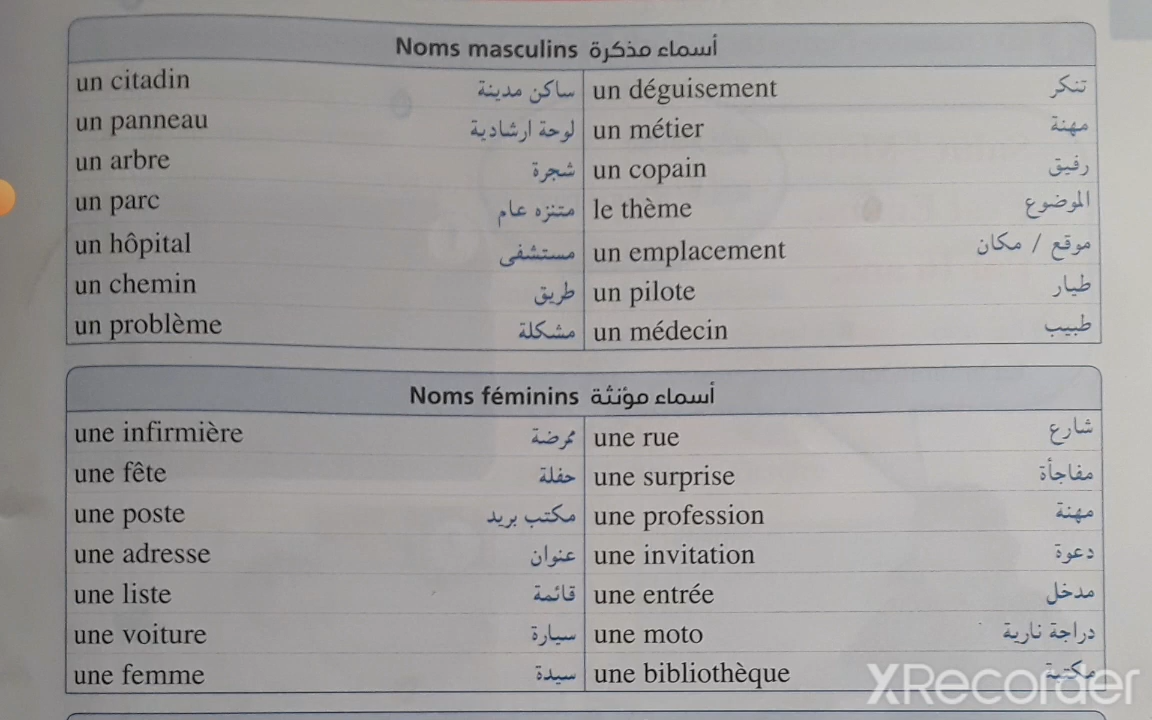 Noms masculins أسماء مذكرة
un citadin ساكن مدينة un déguisement تنكر
un panneau لوحة ارشادية un métier مهنة
un arbre شجرة un copain رفيق
un parc متنزه عام le thème الموضوع
un hôpital مستشفى un emplacement موقع / مكان
un chemin طريق un pilote طيار
un problème مشكلة un médecin طبيب
Noms féminins أسماء مؤنثة
une infirmière ممرضة une rue شارع
une fête حفلة une surprise مفاجأة
une poste مكتب بريد une profession مهنة
une adresse عنوان une invitation دعوة
une liste قائمة une entrée مدخل
une voiture سيارة une moto دراجة نارية
une femme سيدة une bibliothèque مكتبة
XRecorder